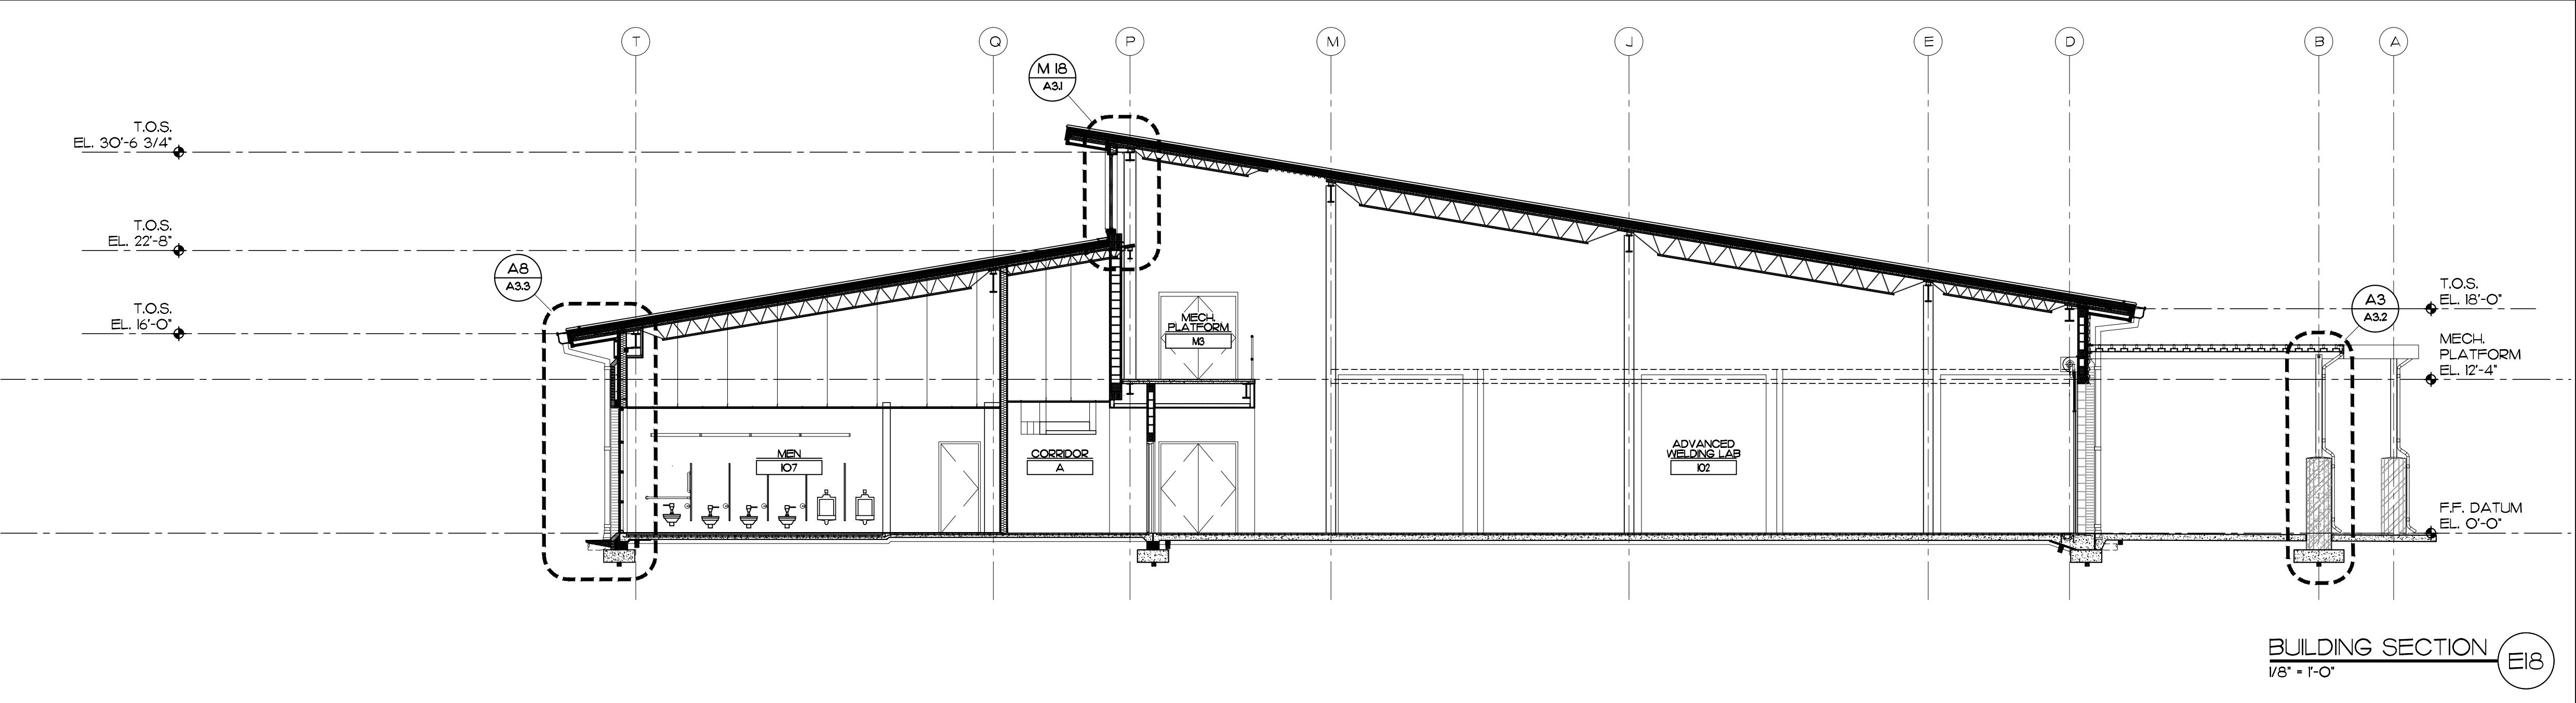 T
Q
P
M
J
E
D
B
A
M 18
A3.1
T.O.S.
EL. 30'-6 3/4"
T.O.S.
EL. 22'-8"
A8
A3.3
T.O.S.
EL. 16'-0"
T.O.S.
EL. 18'-0"
A3
A3.2
MECH.
PLATFORM
M3
MECH.
PLATFORM
EL. 12'-4"
MEN
107
CORRIDOR
A
ADVANCED
WELDING LAB
102
F.F. DATUM
EL. 0'-0"
BUILDING SECTION
1/8" = 1'-0"
E18